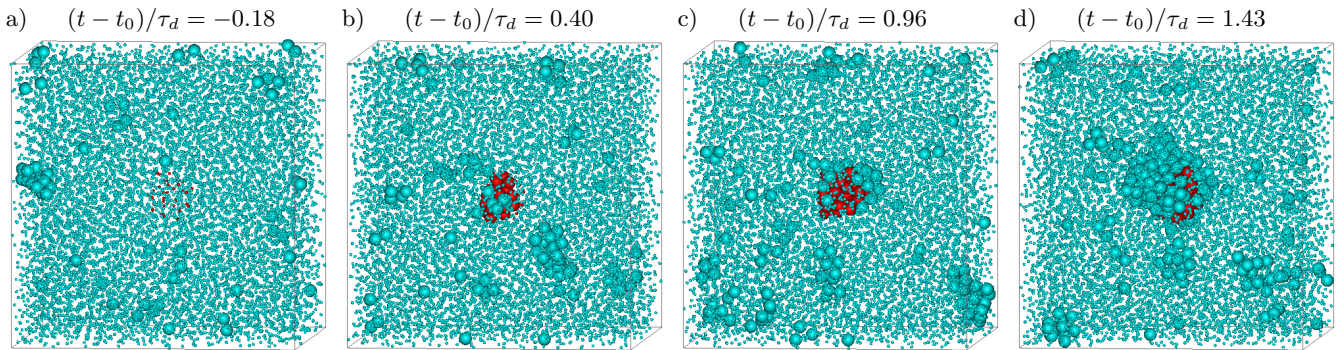 a) (t − t₀)/τ_d = −0.18
b) (t − t₀)/τ_d = 0.40
c) (t − t₀)/τ_d = 0.96
d) (t − t₀)/τ_d = 1.43